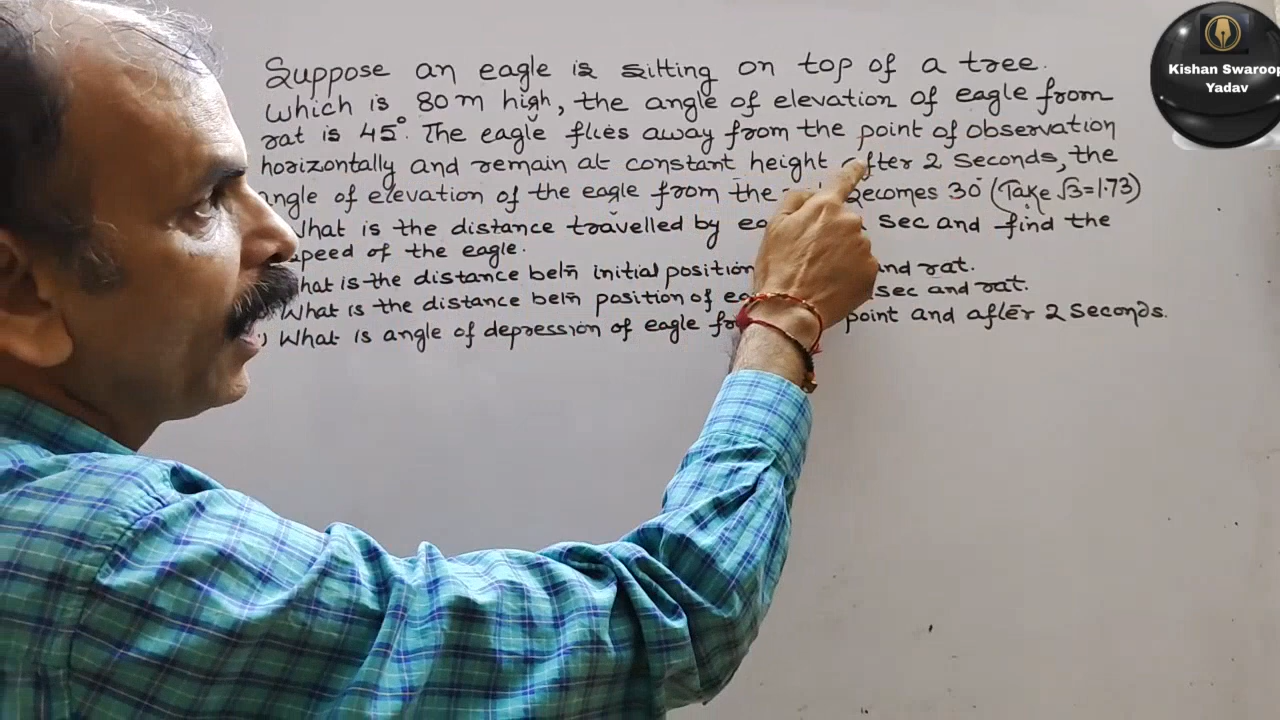 Suppose an eagle is sitting on top of a tree.
which is 80m high, the angle of elevation of eagle from
rat is 45°. The eagle flies away from the point of observation
horizontally and remain at constant height after 2 seconds, the
angle of elevation of the eagle from the becomes 30° (Take √3=1.73)
What is the distance travelled by sec and find the
speed of the eagle.
What is the distance betn initial position and rat.
What is the distance betn position of sec and rat.
) What is angle of depression of eagle point and after 2 seconds.
Kishan Swaroop
Yadav